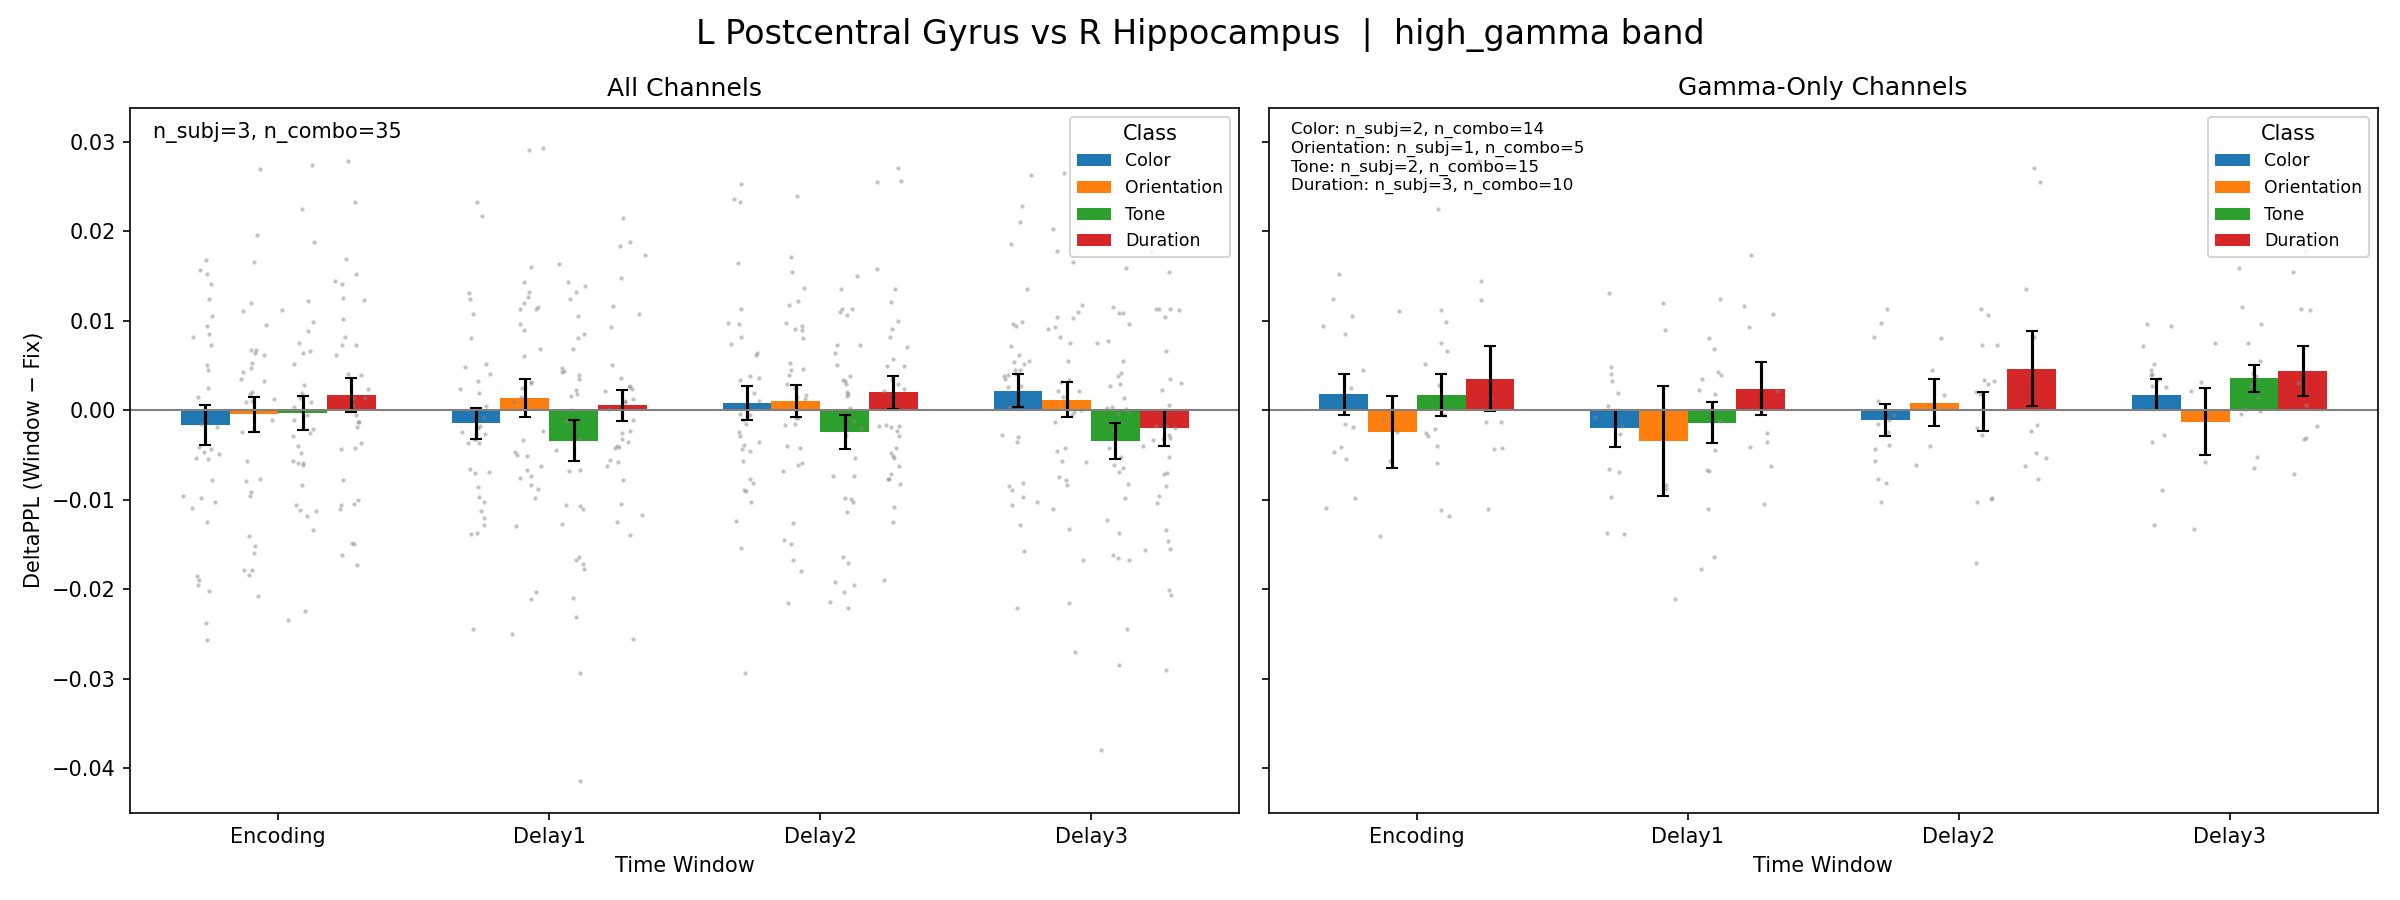 L Postcentral Gyrus vs R Hippocampus | high_gamma band
All Channels
n_subj=3, n_combo=35
Class
Color
Orientation
Tone
Duration
DeltaPPL (Window − Fix)
0.03
0.02
0.01
0.00
−0.01
−0.02
−0.03
−0.04
Encoding
Delay1
Delay2
Delay3
Time Window
Gamma-Only Channels
Color: n_subj=2, n_combo=14
Orientation: n_subj=1, n_combo=5
Tone: n_subj=2, n_combo=15
Duration: n_subj=3, n_combo=10
Class
Color
Orientation
Tone
Duration
Encoding
Delay1
Delay2
Delay3
Time Window